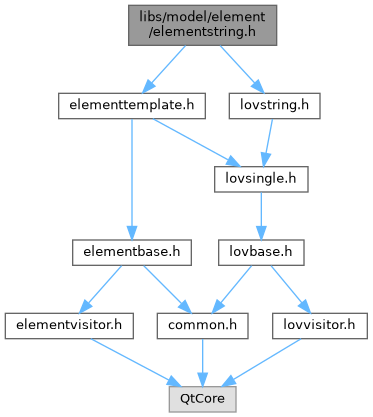 libs/model/element
/elementstring.h
elementtemplate.h
lovstring.h
lovsingle.h
elementbase.h
lovbase.h
elementvisitor.h
common.h
lovvisitor.h
QtCore